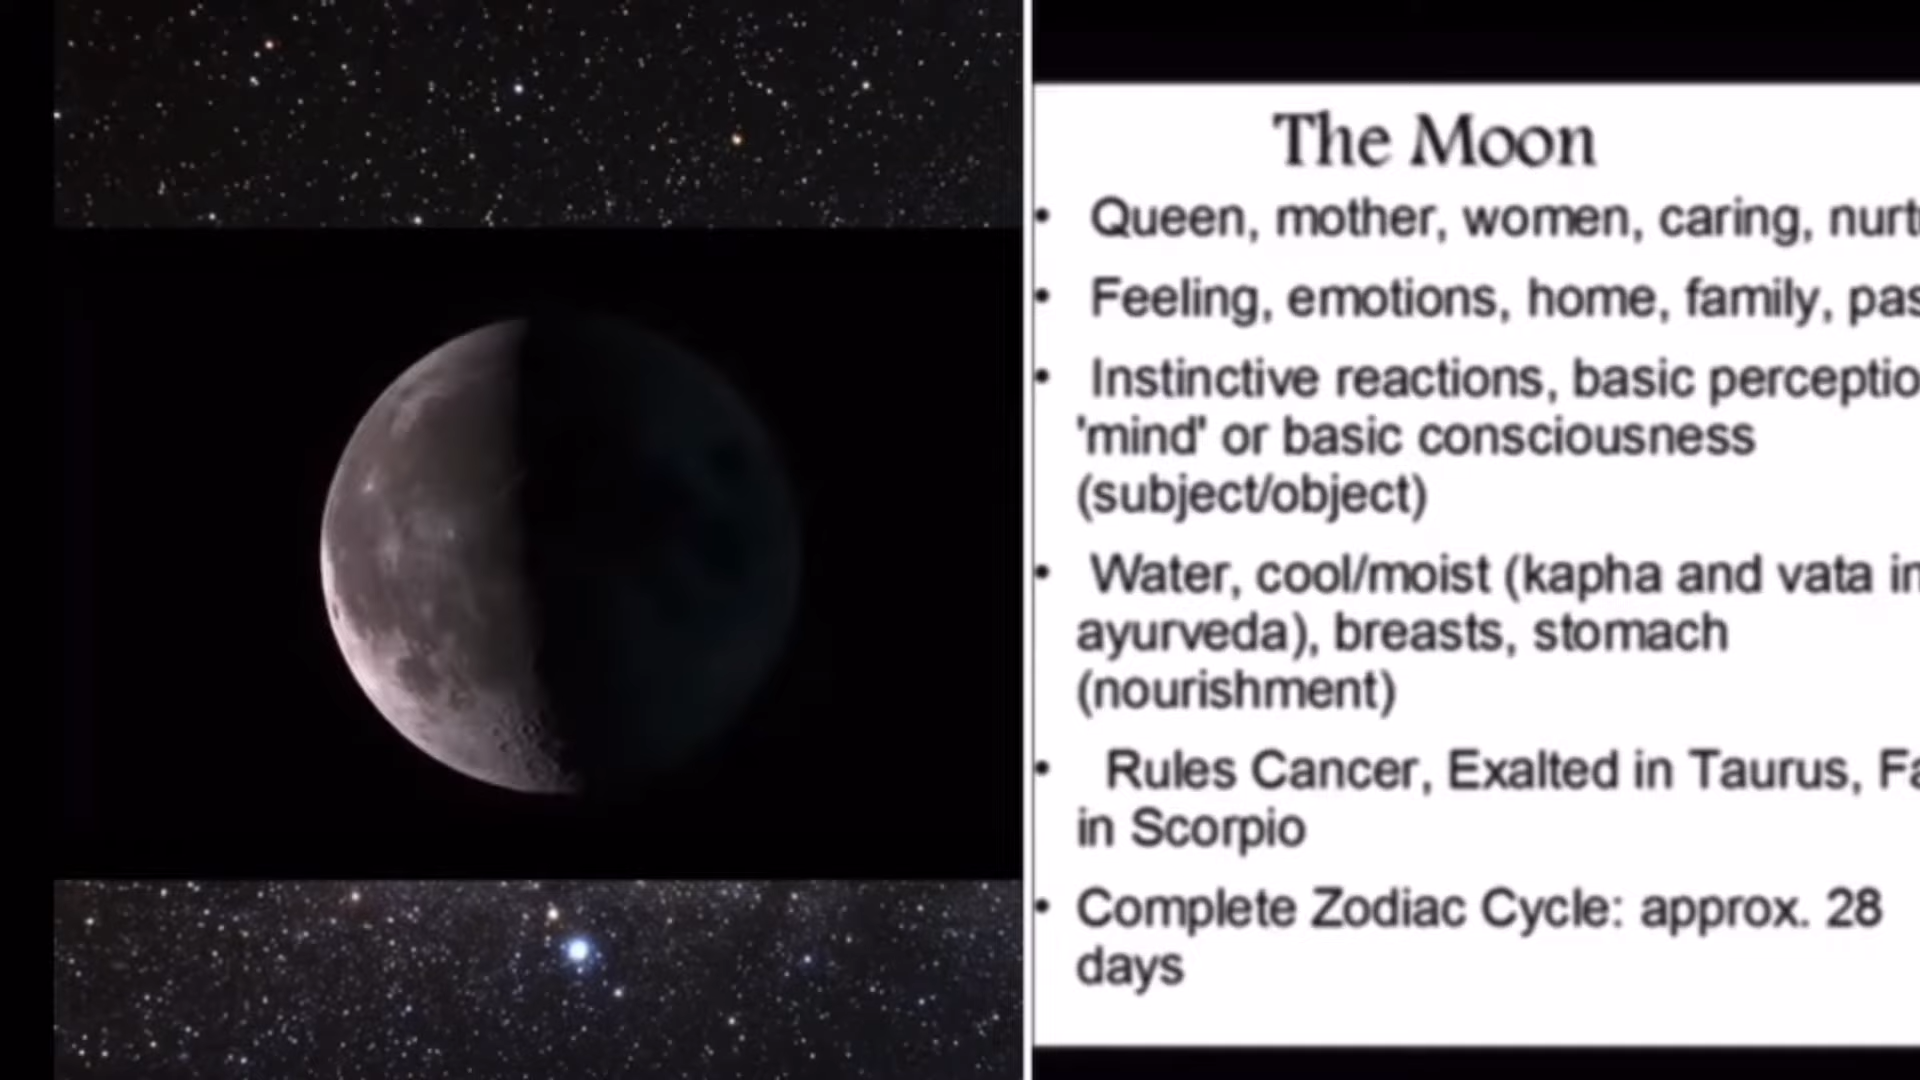 The Moon
• Queen, mother, women, caring,
• Feeling, emotions, home, family,
• Instinctive reactions, basic
'mind' or basic consciousness
(subject/object)
• Water, cool/moist (kapha and vata
ayurveda), breasts, stomach
(nourishment)
• Rules Cancer, Exalted in Taurus,
in Scorpio
• Complete Zodiac Cycle: approx. 28
days